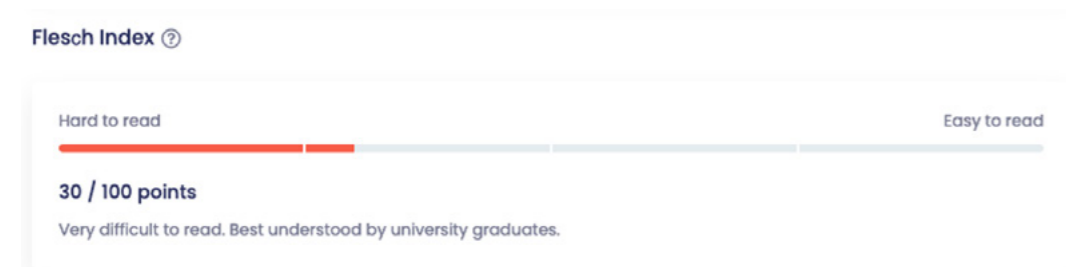 Flesch Index ?
Hard to read
Easy to read
30 / 100 points
Very difficult to read. Best understood by university graduates.